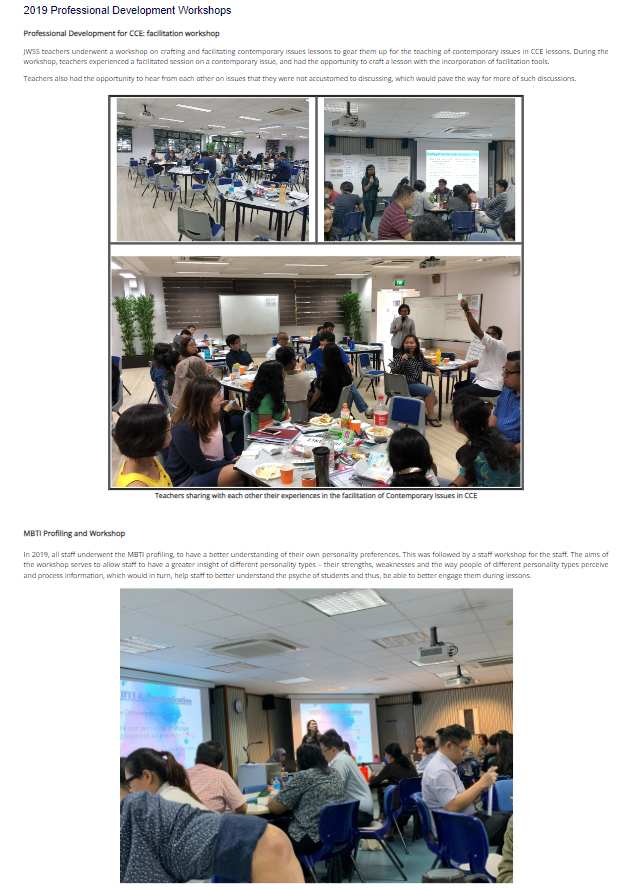 2019 Professional Development Workshops
Professional Development for CCE: facilitation workshop
JWSS teachers underwent a workshop on crafting and facilitating contemporary issues lessons to gear them up for the teaching of contemporary issues in CCE lessons. During the
workshop, teachers experienced a facilitated session on a contemporary issue, and had the opportunity to craft a lesson with the incorporation of facilitation tools.
Teachers also had the opportunity to hear from each other on issues that they were not accustomed to discussing, which would pave the way for more of such discussions.
Teachers sharing with each other their experiences in the facilitation of Contemporary Issues in CCE
MBTI Profiling and Workshop
In 2019, all staff underwent the MBTI profiling, to have a better understanding of their own personality preferences. This was followed by a staff workshop for the staff. The aims of
the workshop serves to allow staff to have a greater insight of different personality types – their strengths, weaknesses and the way people of different personality types perceive
and process information, which would in turn, help staff to better understand the psyche of students and thus, be able to better engage them during lessons.